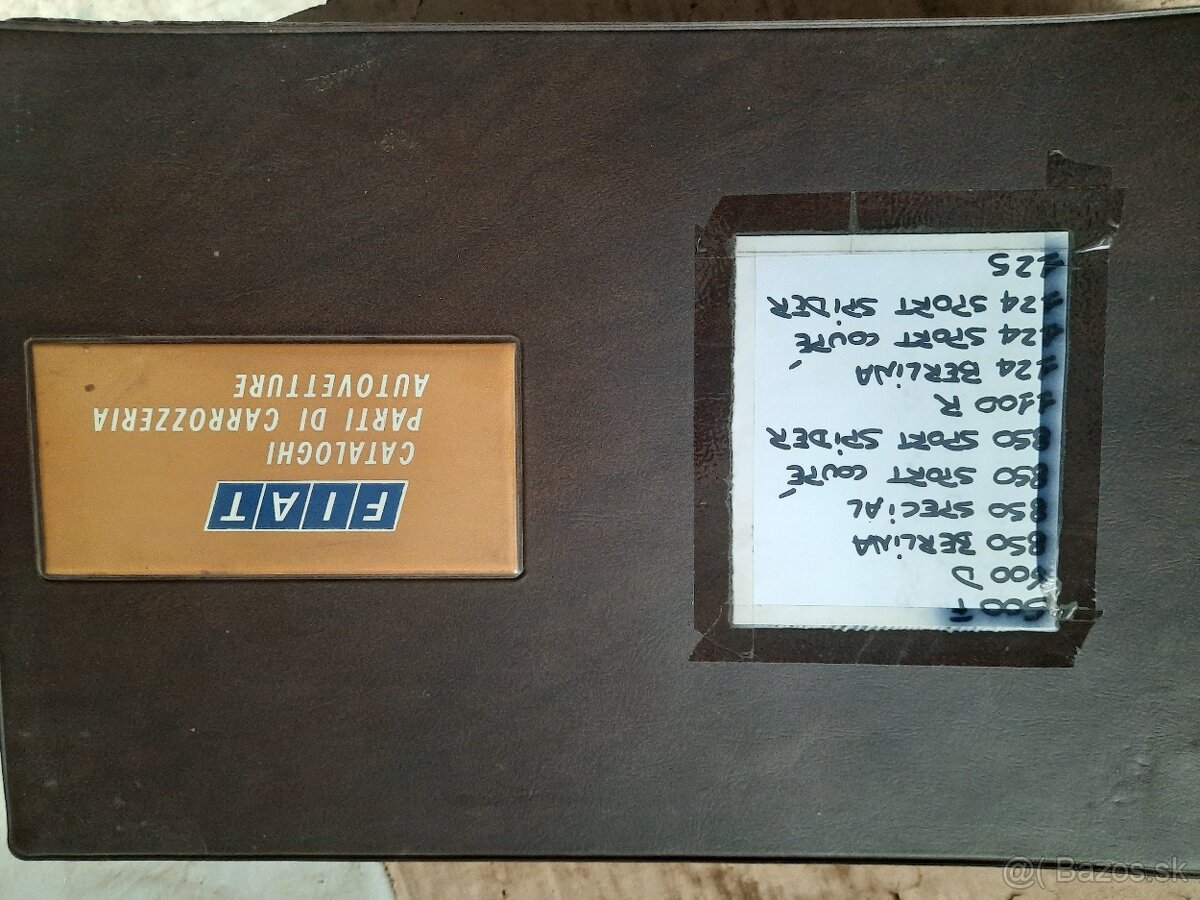 FIAT
CATALOGHI
PARTI DI CARROZZERIA
AUTOVETTURE
500 F
600 D
850 BERLINA
850 SPECIAL
850 SPORT COUPÉ
850 SPORT SPIDER
1100 R
124 BERLINA
124 SPORT COUPÉ
124 SPORT SPIDER
125
@( Bazos.sk